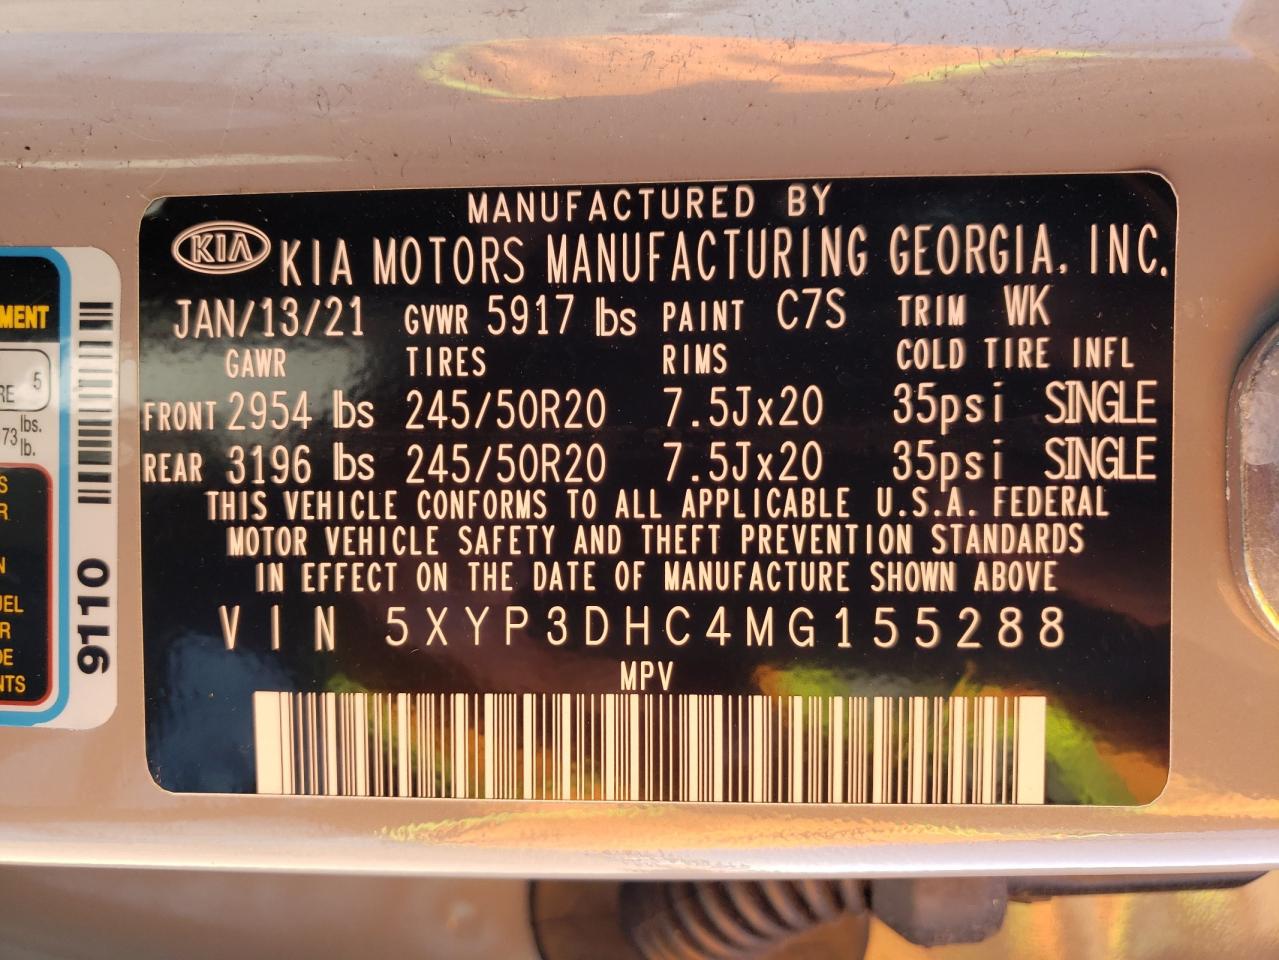 MANUFACTURED BY
KIA KIA MOTORS MANUFACTURING GEORGIA, INC.
JAN/13/21 GVWR 5917 lbs PAINT C7S TRIM WK
GAWR TIRES RIMS COLD TIRE INFL
FRONT 2954 lbs 245/50R20 7.5Jx20 35psi SINGLE
REAR 3196 lbs 245/50R20 7.5Jx20 35psi SINGLE
THIS VEHICLE CONFORMS TO ALL APPLICABLE U.S.A. FEDERAL
MOTOR VEHICLE SAFETY AND THEFT PREVENTION STANDARDS
IN EFFECT ON THE DATE OF MANUFACTURE SHOWN ABOVE
VIN 5XYP3DHC4MG155288
MPV
9110
5
lbs.
lb.